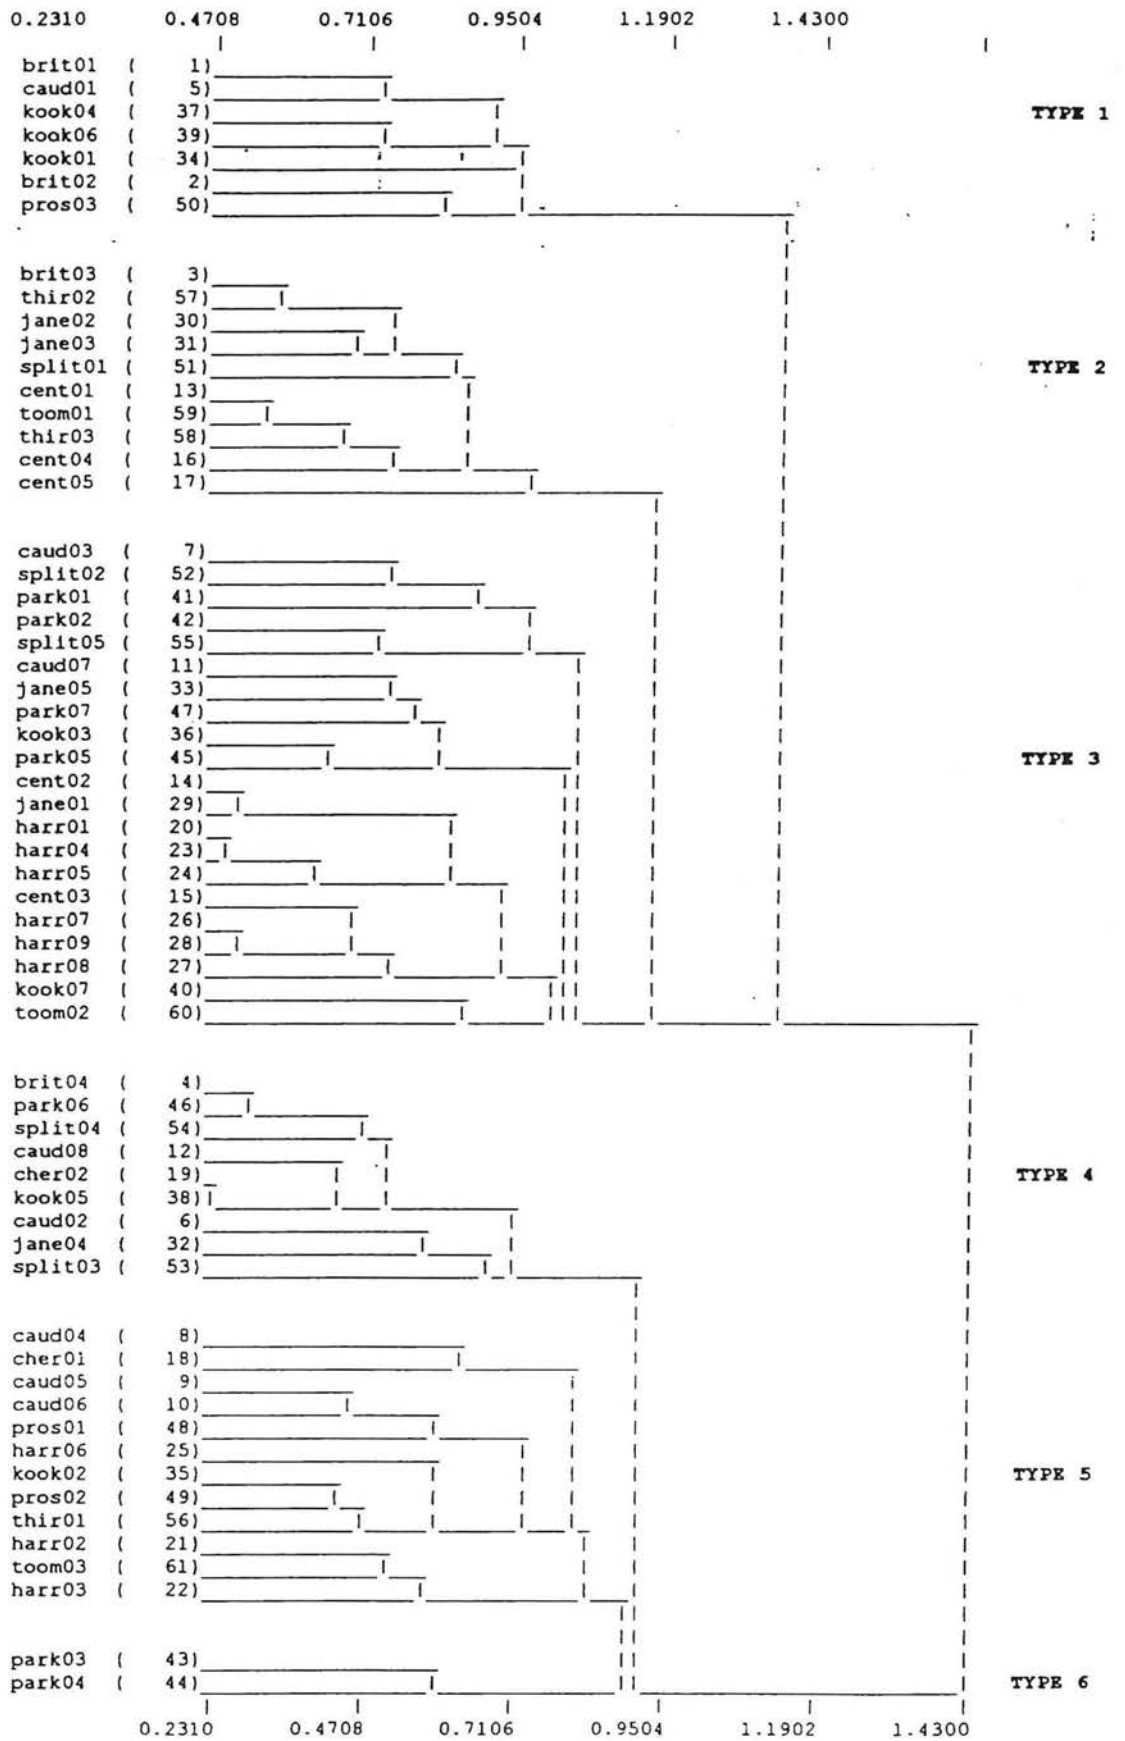 0.2310 0.4708 0.7106 0.9504 1.1902 1.4300
brit01 ( 1)
caud01 ( 5)
kook04 ( 37) TYPE 1
kook06 ( 39)
kook01 ( 34)
brit02 ( 2)
pros03 ( 50)
brit03 ( 3)
thir02 ( 57)
jane02 ( 30)
jane03 ( 31)
split01 ( 51) TYPE 2
cent01 ( 13)
toom01 ( 59)
thir03 ( 58)
cent04 ( 16)
cent05 ( 17)
caud03 ( 7)
split02 ( 52)
park01 ( 41)
park02 ( 42)
split05 ( 55)
caud07 ( 11)
jane05 ( 33)
park07 ( 47)
kook03 ( 36)
park05 ( 45) TYPE 3
cent02 ( 14)
jane01 ( 29)
harr01 ( 20)
harr04 ( 23)
harr05 ( 24)
cent03 ( 15)
harr07 ( 26)
harr09 ( 28)
harr08 ( 27)
kook07 ( 40)
toom02 ( 60)
brit04 ( 4)
park06 ( 46)
split04 ( 54)
caud08 ( 12)
cher02 ( 19) TYPE 4
kook05 ( 38)
caud02 ( 6)
jane04 ( 32)
split03 ( 53)
caud04 ( 8)
cher01 ( 18)
caud05 ( 9)
caud06 ( 10)
pros01 ( 48)
harr06 ( 25)
kook02 ( 35) TYPE 5
pros02 ( 49)
thir01 ( 56)
harr02 ( 21)
toom03 ( 61)
harr03 ( 22)
park03 ( 43)
park04 ( 44) TYPE 6
0.2310 0.4708 0.7106 0.9504 1.1902 1.4300